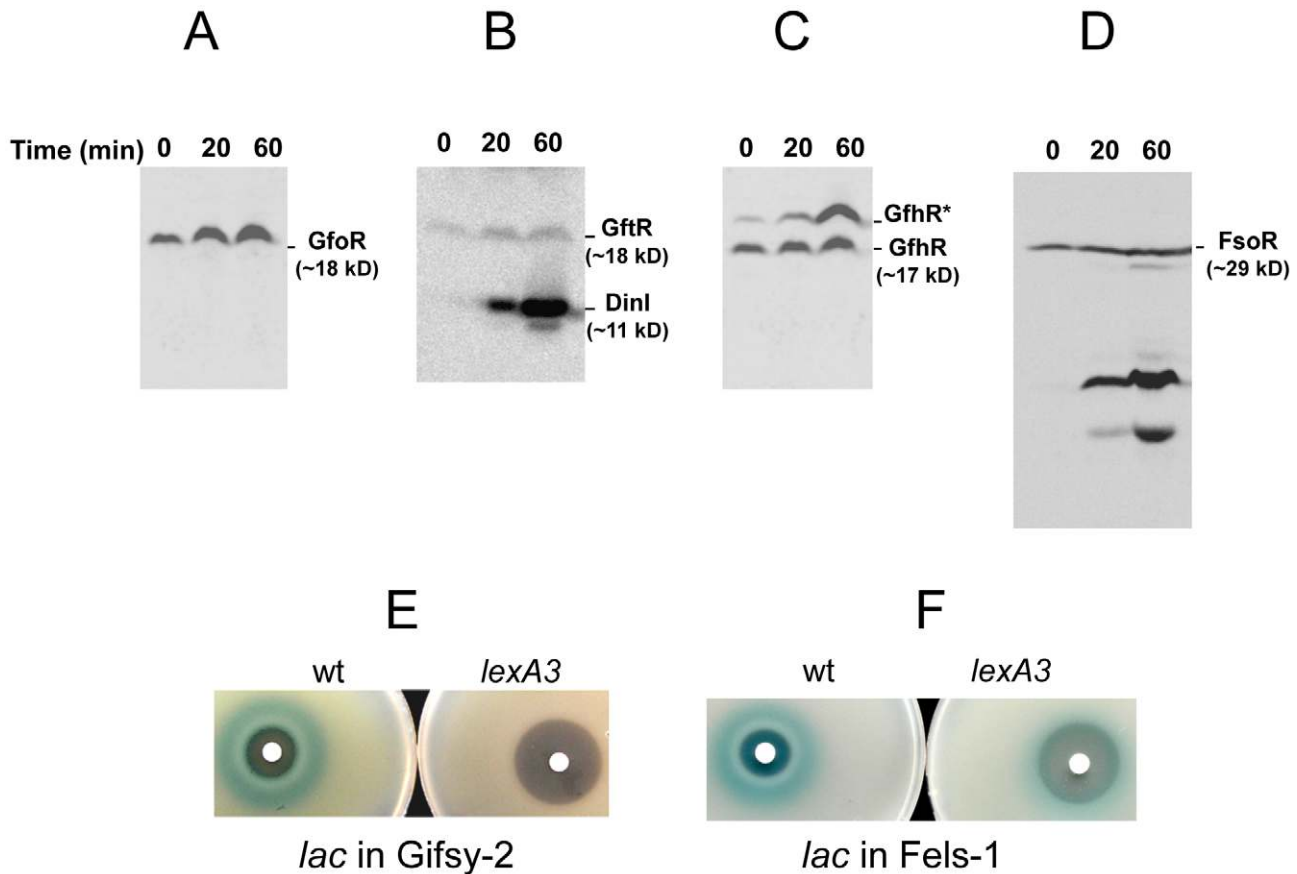 A B C D
Time (min) 0 20 60
GfoR
(~18 kD)
0 20 60
GftR
(~18 kD)
DinI
(~11 kD)
0 20 60
GfhR*
GfhR
(~17 kD)
0 20 60
FsoR
(~29 kD)
E
wt lexA3
lac in Gifsy-2
F
wt lexA3
lac in Fels-1